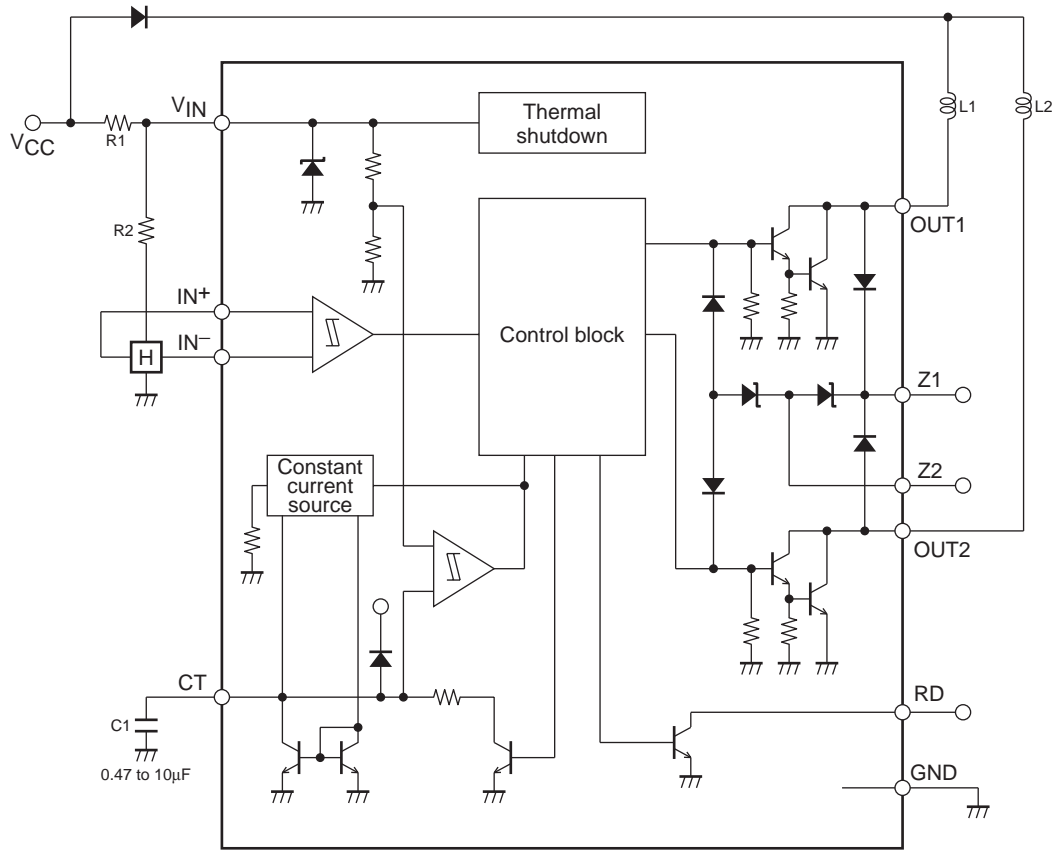 L1
L2
VIN
Thermal
shutdown
VCC
R1
OUT1
R2
IN+
Control block
IN−
H
Z1
Constant
current
source
Z2
OUT2
CT
RD
C1
0.47 to 10μF
GND